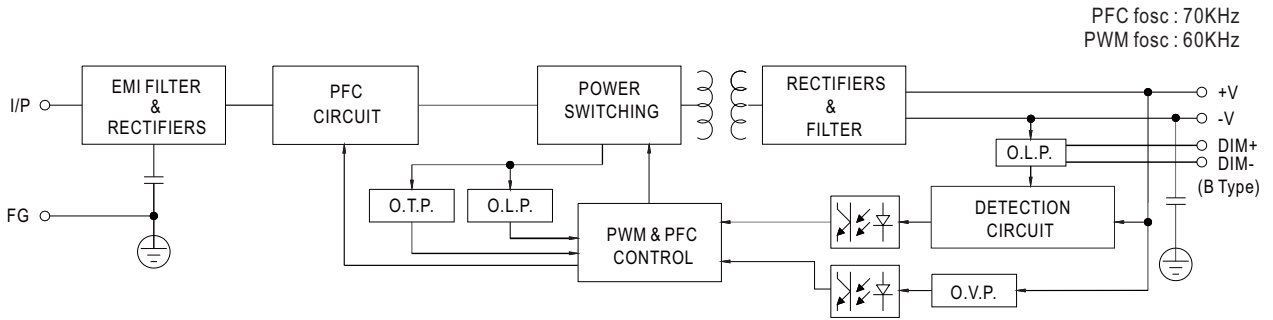 PFC fosc : 70KHz
PWM fosc : 60KHz
I/P
EMI FILTER
&
RECTIFIERS
PFC
CIRCUIT
POWER
SWITCHING
RECTIFIERS
&
FILTER
+V
-V
O.L.P.
DIM+
DIM-
(B Type)
FG
O.T.P.
O.L.P.
PWM & PFC
CONTROL
DETECTION
CIRCUIT
O.V.P.